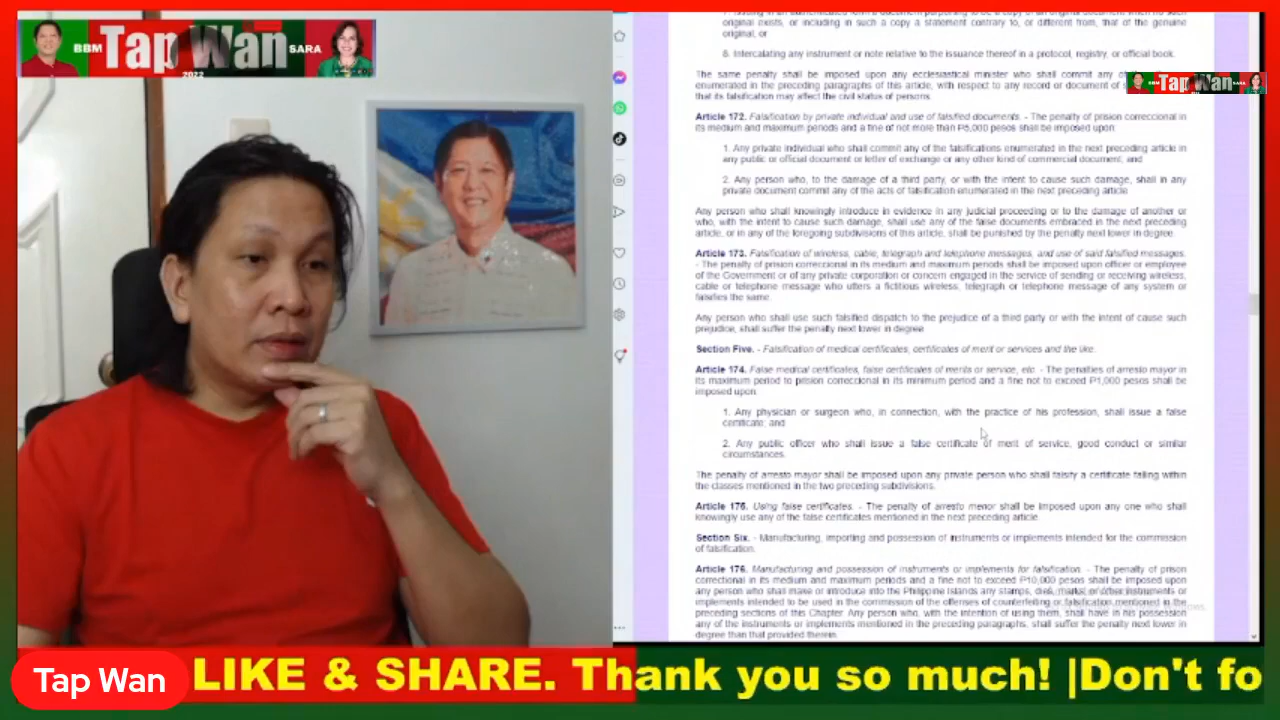 BBM Tap Wan SARA
2022
original exists, or including in such a copy a statement contrary to, or different from, that of the genuine
original, or
8. Intercalating any instrument or note relative to the issuance thereof in a protocol, registry, or official book.
The same penalty shall be imposed upon any ecclesiastical minister who shall commit any of
enumerated in the preceding paragraphs of this article, with respect to any record or document of
that its falsification may affect the civil status of persons.
BBM Tap Wan SARA
Article 172. Falsification by private individual and use of falsified documents. - The penalty of prision correccional in
its medium and maximum periods and a fine of not more than P5,000 pesos shall be imposed upon:
1. Any private individual who shall commit any of the falsifications enumerated in the next preceding article in
any public or official document or letter of exchange or any other kind of commercial document; and
2. Any person who, to the damage of a third party, or with the intent to cause such damage, shall in any
private document commit any of the acts of falsification enumerated in the next preceding article.
Any person who shall knowingly introduce in evidence in any judicial proceeding or to the damage of another or
who, with the intent to cause such damage, shall use any of the false documents embraced in the next preceding
article, or in any of the foregoing subdivisions of this article, shall be punished by the penalty next lower in degree.
Article 173. Falsification of wireless, cable, telegraph and telephone messages, and use of said falsified messages.
- The penalty of prision correccional in its medium and maximum periods shall be imposed upon officer or employee
of the Government or of any private corporation or concern engaged in the service of sending or receiving wireless,
cable or telephone message who utters a fictitious wireless, telegraph or telephone message of any system or
falsifies the same.
Any person who shall use such falsified dispatch to the prejudice of a third party or with the intent of cause such
prejudice, shall suffer the penalty next lower in degree.
Section Five. - Falsification of medical certificates, certificates of merit or services and the like.
Article 174. False medical certificates, false certificates of merits or service, etc. - The penalties of arresto mayor in
its maximum period to prision correccional in its minimum period and a fine not to exceed P1,000 pesos shall be
imposed upon:
1. Any physician or surgeon who, in connection, with the practice of his profession, shall issue a false
certificate; and
2. Any public officer who shall issue a false certificate of merit of service, good conduct or similar
circumstances.
The penalty of arresto mayor shall be imposed upon any private person who shall falsify a certificate falling within
the classes mentioned in the two preceding subdivisions.
Article 175. Using false certificates. - The penalty of arresto menor shall be imposed upon any one who shall
knowingly use any of the false certificates mentioned in the next preceding article.
Section Six. - Manufacturing, importing and possession of instruments or implements intended for the commission
of falsification.
Article 176. Manufacturing and possession of instruments or implements for falsification. - The penalty of prision
correccional in its medium and maximum periods and a fine not to exceed P10,000 pesos shall be imposed upon
any person who shall make or introduce into the Philippine Islands any stamps, dies, marks, or other instruments or
implements intended to be used in the commission of the offenses of counterfeiting or falsification mentioned in the
preceding sections of this Chapter. Any person who, with the intention of using them, shall have in his possession
any of the instruments or implements mentioned in the preceding paragraphs, shall suffer the penalty next lower in
degree than that provided therein.
Tap Wan
LIKE & SHARE. Thank you so much! |Don't fo